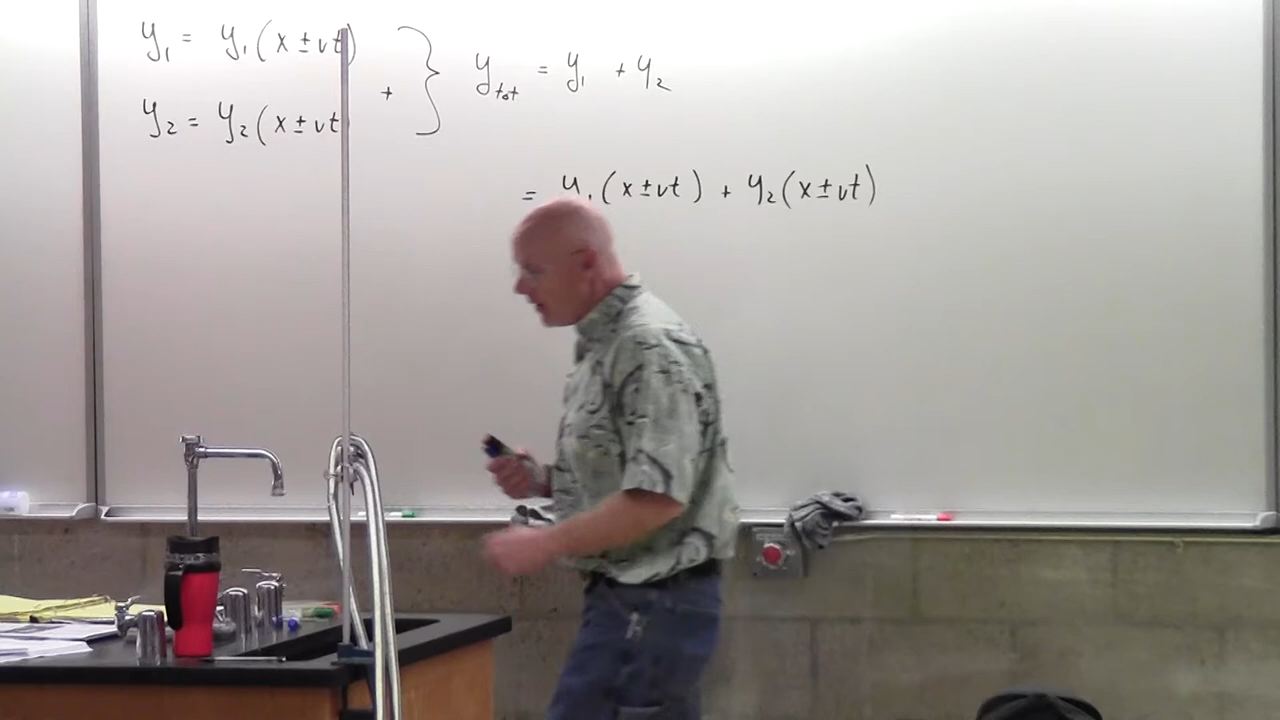 y₁ = y₁(x ± vt)
y₂ = y₂(x ± vt
+ } y_tot = y₁ + y₂
= y₁(x ± vt) + y₂(x ± vt)